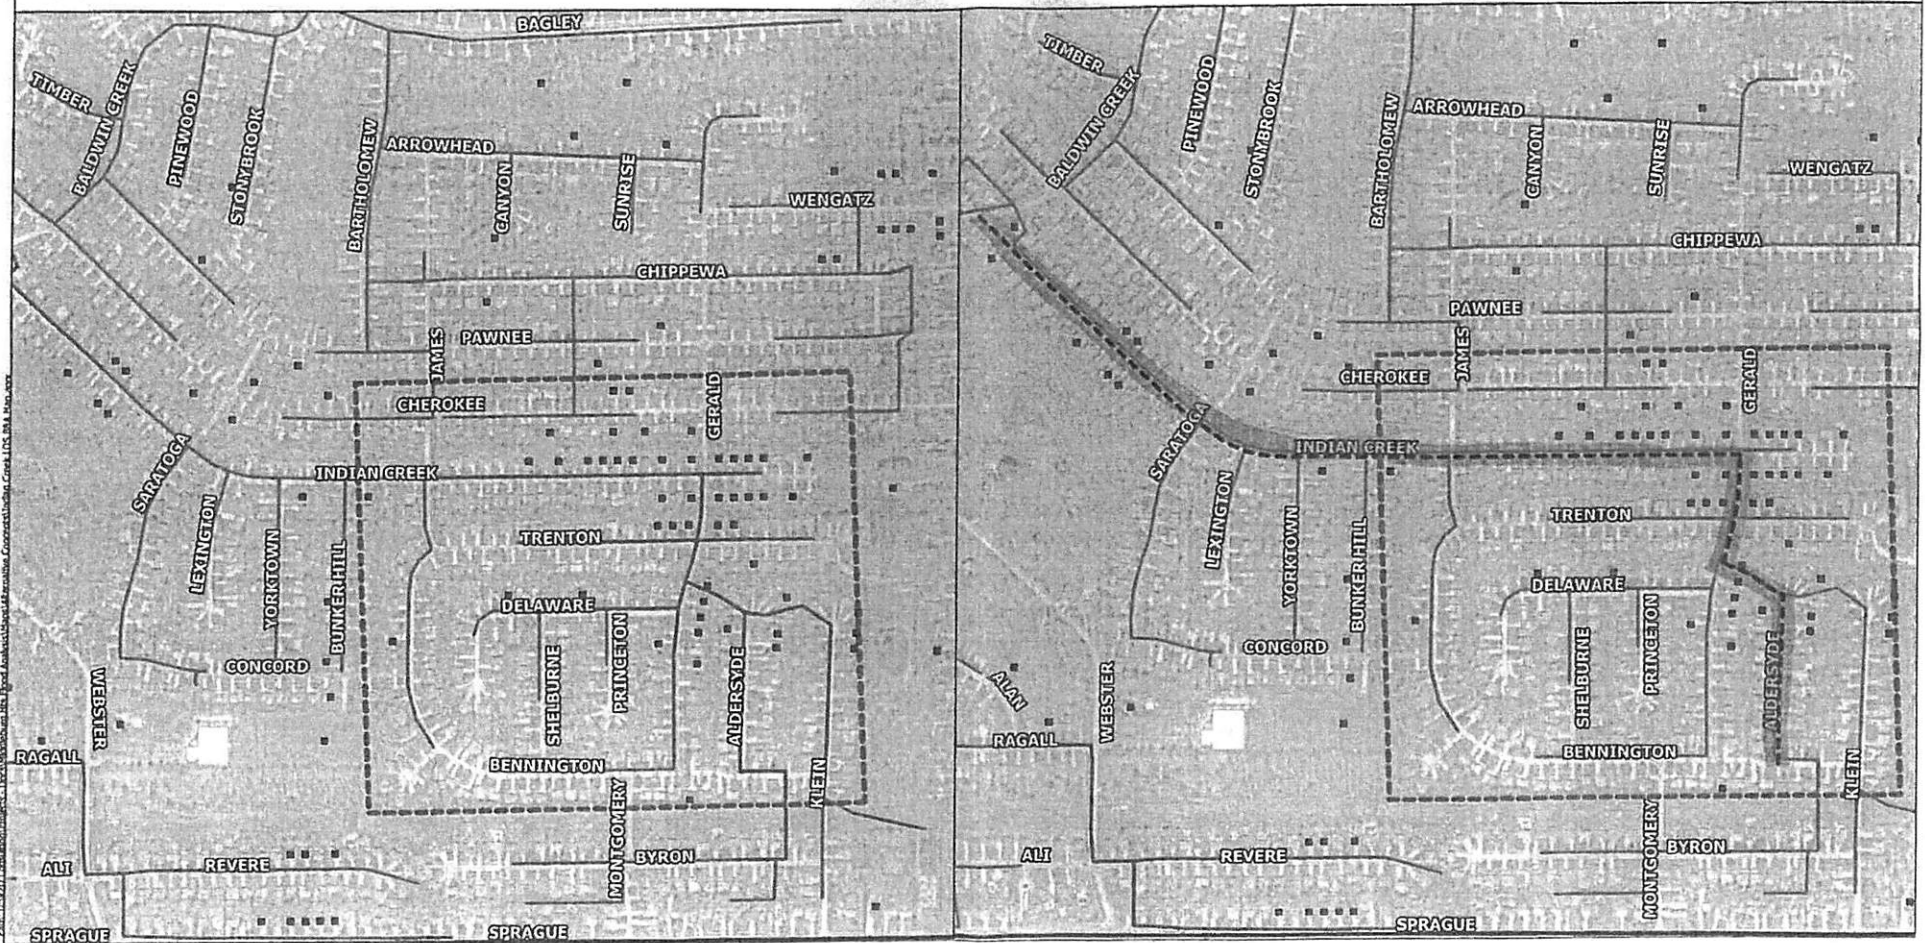 BAGLEY
TIMBER
BALDWIN CREEK
PINEWOOD
STONYBROOK
BARTHOLOMEW
ARROWHEAD
CANYON
SUNRISE
WENGATZ
CHIPPEWA
JAMES
PAWNEE
CHEROKEE
GERALD
SARATOGA
INDIAN CREEK
LEXINGTON
YORKTOWN
BUNKER HILL
TRENTON
DELAWARE
CONCORD
SHELBURNE
PRINCETON
ALDERSYDE
WEBSTER
RAGALL
BENNINGTON
KLEIN
MONTGOMERY
ALI
REVERE
BYRON
SPRAGUE
SPRAGUE
TIMBER
BALDWIN CREEK
PINEWOOD
STONYBROOK
BARTHOLOMEW
ARROWHEAD
CANYON
SUNRISE
WENGATZ
CHIPPEWA
PAWNEE
JAMES
CHEROKEE
GERALD
SARATOGA
INDIAN CREEK
LEXINGTON
YORKTOWN
BUNKER HILL
TRENTON
DELAWARE
CONCORD
SHELBURNE
PRINCETON
ALDERSYDE
ALAN
WEBSTER
RAGALL
BENNINGTON
KLEIN
MONTGOMERY
ALI
REVERE
BYRON
SPRAGUE